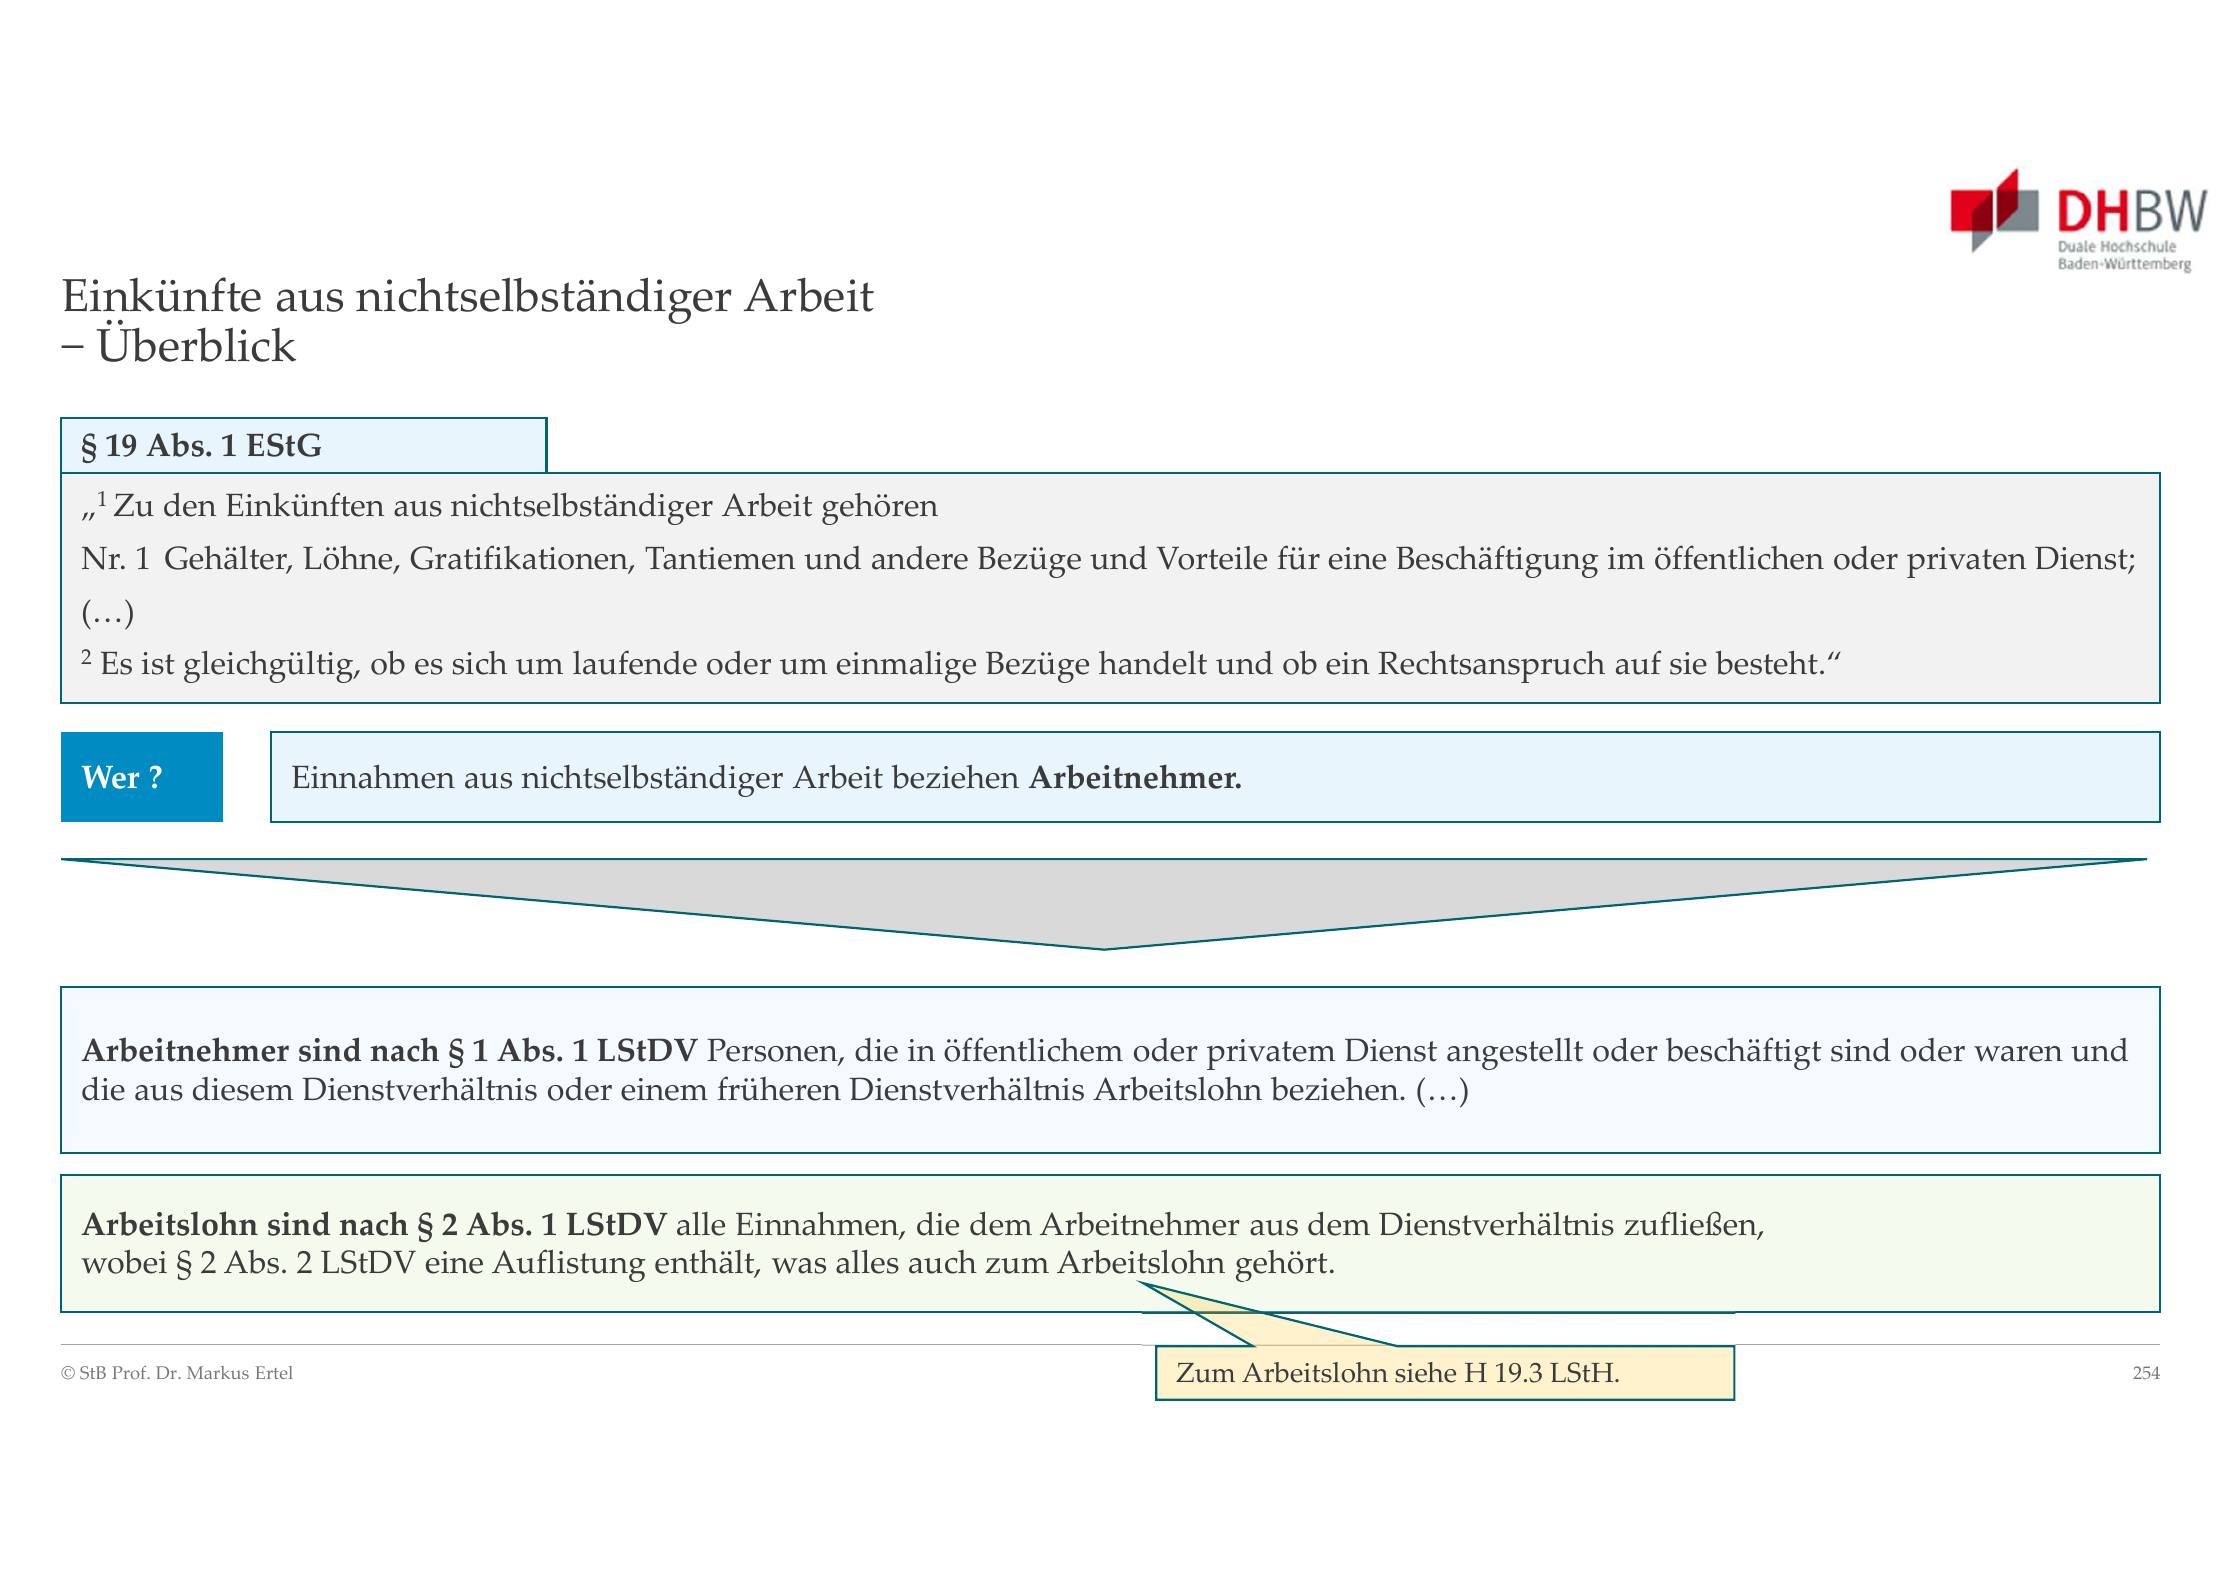 DHBW
Duale Hochschule
Baden-Württemberg
Einkünfte aus nichtselbständiger Arbeit
– Überblick
§ 19 Abs. 1 EStG
„¹ Zu den Einkünften aus nichtselbständiger Arbeit gehören
Nr. 1 Gehälter, Löhne, Gratifikationen, Tantiemen und andere Bezüge und Vorteile für eine Beschäftigung im öffentlichen oder privaten Dienst;
(…)
² Es ist gleichgültig, ob es sich um laufende oder um einmalige Bezüge handelt und ob ein Rechtsanspruch auf sie besteht.“
Wer ?
Einnahmen aus nichtselbständiger Arbeit beziehen Arbeitnehmer.
Arbeitnehmer sind nach § 1 Abs. 1 LStDV Personen, die in öffentlichem oder privatem Dienst angestellt oder beschäftigt sind oder waren und
die aus diesem Dienstverhältnis oder einem früheren Dienstverhältnis Arbeitslohn beziehen. (…)
Arbeitslohn sind nach § 2 Abs. 1 LStDV alle Einnahmen, die dem Arbeitnehmer aus dem Dienstverhältnis zufließen,
wobei § 2 Abs. 2 LStDV eine Auflistung enthält, was alles auch zum Arbeitslohn gehört.
Zum Arbeitslohn siehe H 19.3 LStH.
© StB Prof. Dr. Markus Ertel
254